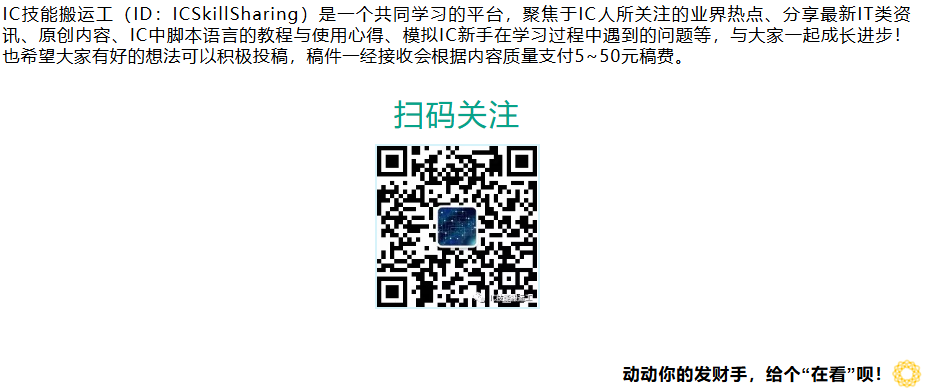 IC技能搬运工（ID：ICSkillSharing）是一个共同学习的平台，聚焦于IC人所关注的业界热点、分享最新IT类资
讯、原创内容、IC中脚本语言的教程与使用心得、模拟IC新手在学习过程中遇到的问题等，与大家一起成长进步！
也希望大家有好的想法可以积极投稿，稿件一经接收会根据内容质量支付5~50元稿费。
扫码关注
IC技能搬运工
动动你的发财手，给个“在看”呗！